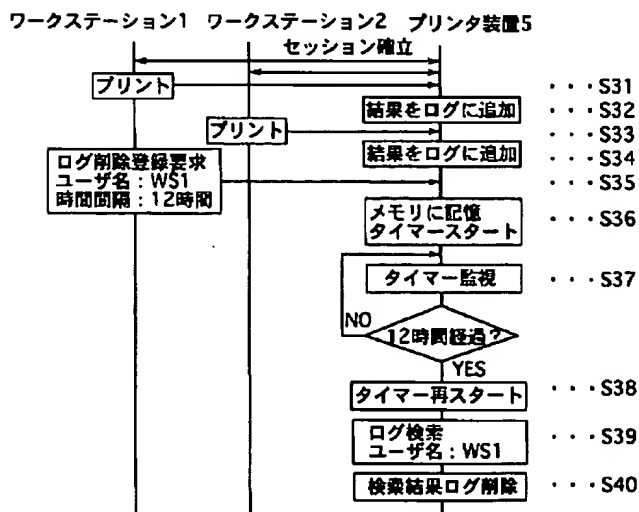 ワークステーション1 ワークステーション2 プリンタ装置5
セッション確立
プリント ・・・S31
結果をログに追加 ・・・S32
プリント ・・・S33
結果をログに追加 ・・・S34
ログ削除登録要求
ユーザ名：WS1 ・・・S35
時間間隔：12時間
メモリに記憶
タイマースタート ・・・S36
タイマー監視 ・・・S37
NO
12時間経過？
YES
タイマー再スタート ・・・S38
ログ検索
ユーザ名：WS1 ・・・S39
検索結果ログ削除 ・・・S40